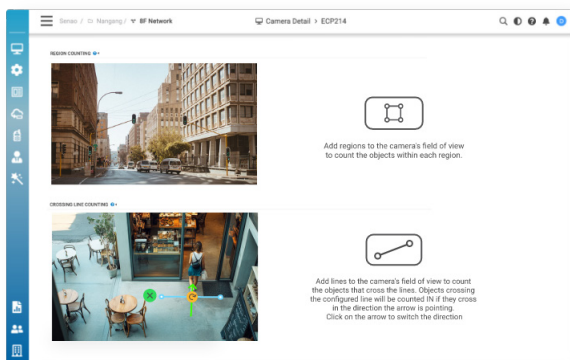 Senao / Nangang / BF Network
Camera Detail > ECP214
REGION COUNTING
Add regions to the camera's field of view
to count the objects within each region.
CROSSING LINE COUNTING
Add lines to the camera's field of view to count
the objects that cross the lines. Objects crossing
the configured line will be counted IN if they cross
in the direction the arrow is pointing.
Click on the arrow to switch the direction